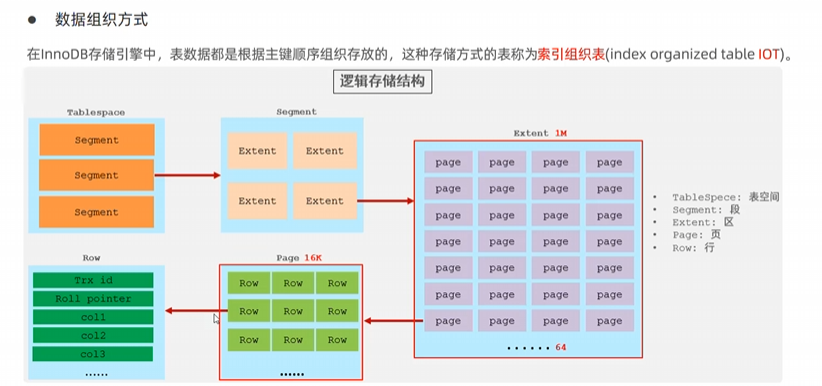 ● 数据组织方式
在InnoDB存储引擎中，表数据都是根据主键顺序组织存放的，这种存储方式的表称为索引组织表(index organized table IOT)。
逻辑存储结构
Tablespace
Segment
Segment
Segment
Segment
Extent Extent
Extent Extent
Extent 1M
page page page page
page page page page
page page page page
page page page page
page page page page
page page page page
page page page page
...... 64
• TableSpece: 表空间
• Segment: 段
• Extent: 区
• Page: 页
• Row: 行
Row
Trx id
Roll pointer
col1
col2
col3
......
Page 16K
Row Row Row
Row Row Row
Row Row Row
......